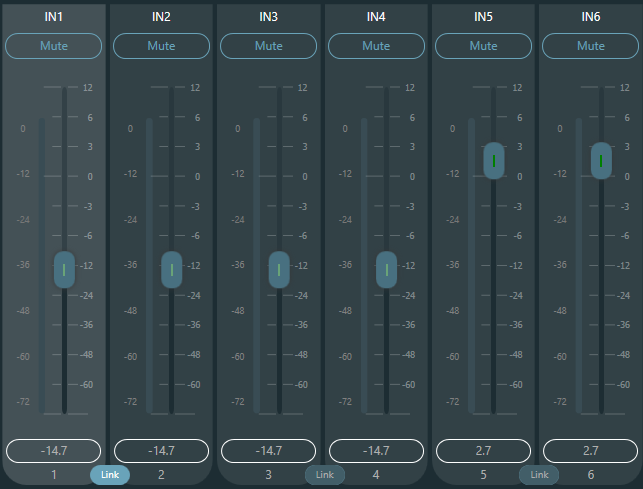 IN1 IN2 IN3 IN4 IN5 IN6
Mute Mute Mute Mute Mute Mute
12 12 12 12 12 12
6 6 6 6 6 6
0 0 0 0 0 0
3 3 3 3 3 3
-12 0 -12 0 -12 0 -12 0 -12 0 -12 0
-3 -3 -3 -3 -3 -3
-24 -24 -24 -24 -24 -24
-6 -6 -6 -6 -6 -6
-36 -12 -36 -12 -36 -12 -36 -12 -36 -12 -36 -12
-24 -24 -24 -24 -24 -24
-48 -48 -48 -48 -48 -48
-36 -36 -36 -36 -36 -36
-60 -48 -60 -48 -60 -48 -60 -48 -60 -48 -60 -48
-60 -60 -60 -60 -60 -60
-72 -72 -72 -72 -72 -72
-14.7 -14.7 -14.7 -14.7 2.7 2.7
1 Link 2 3 Link 4 5 Link 6